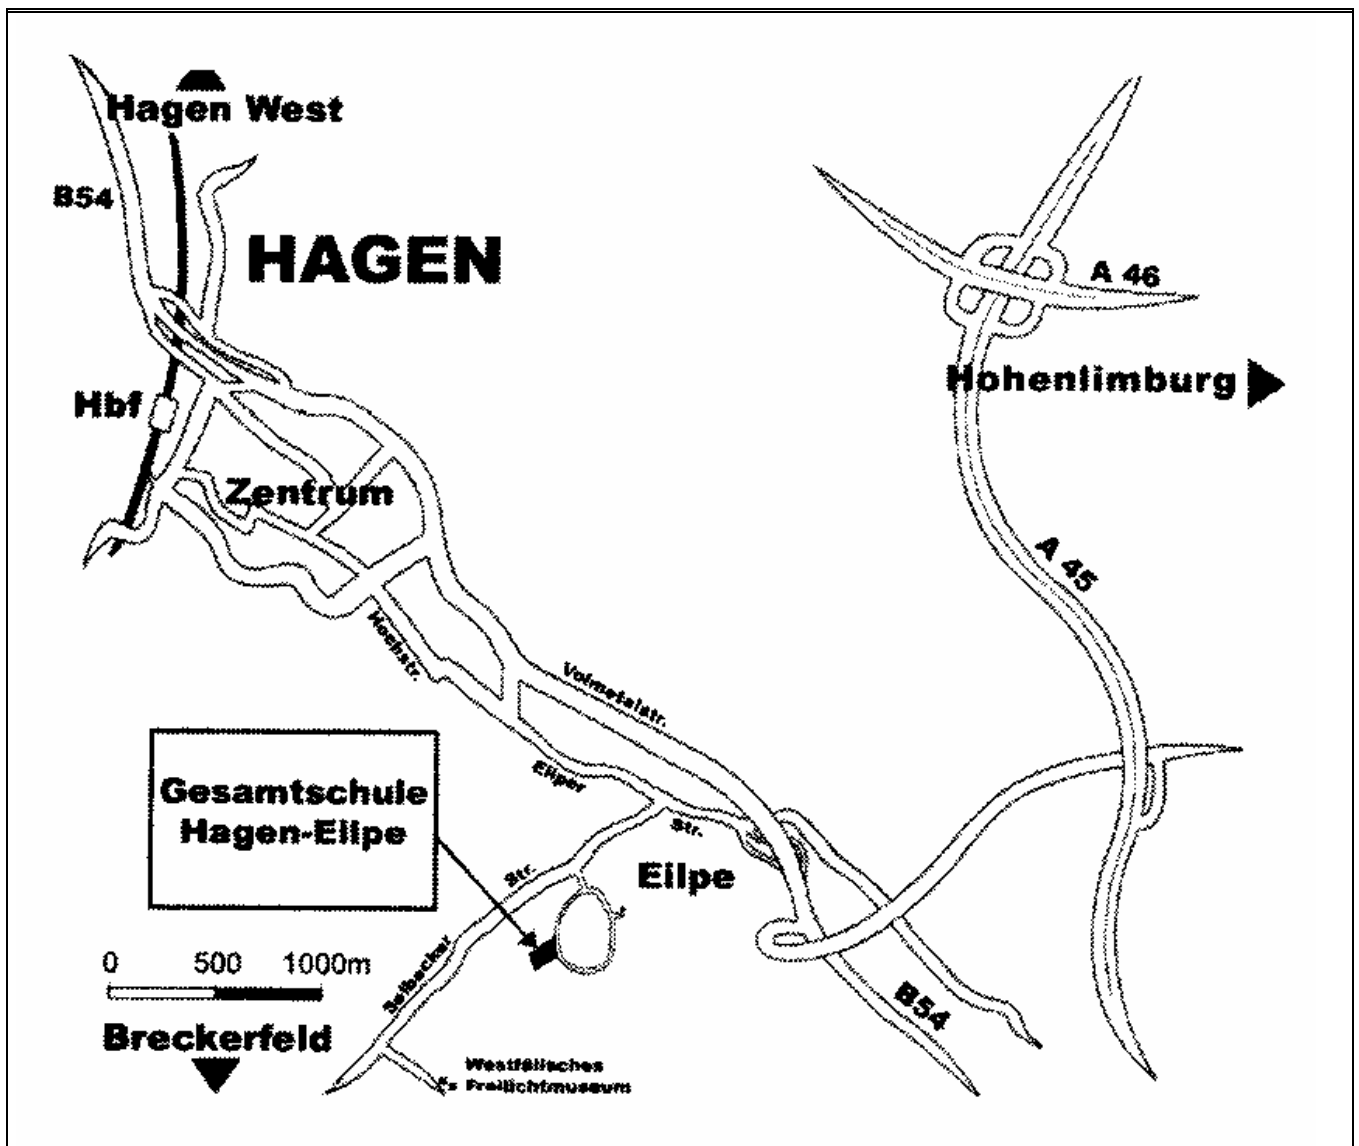 Hagen West
B54
HAGEN
A 46
Hohenlimburg
Hbf
Zentrum
A 45
Hochstr.
Volmetalstr.
Gesamtschule
Hagen-Eilpe
Eilper
Str.
Eilpe
Str.
Selbecker
0 500 1000m
B54
Breckerfeld
Westfälisches
Freilichtmuseum